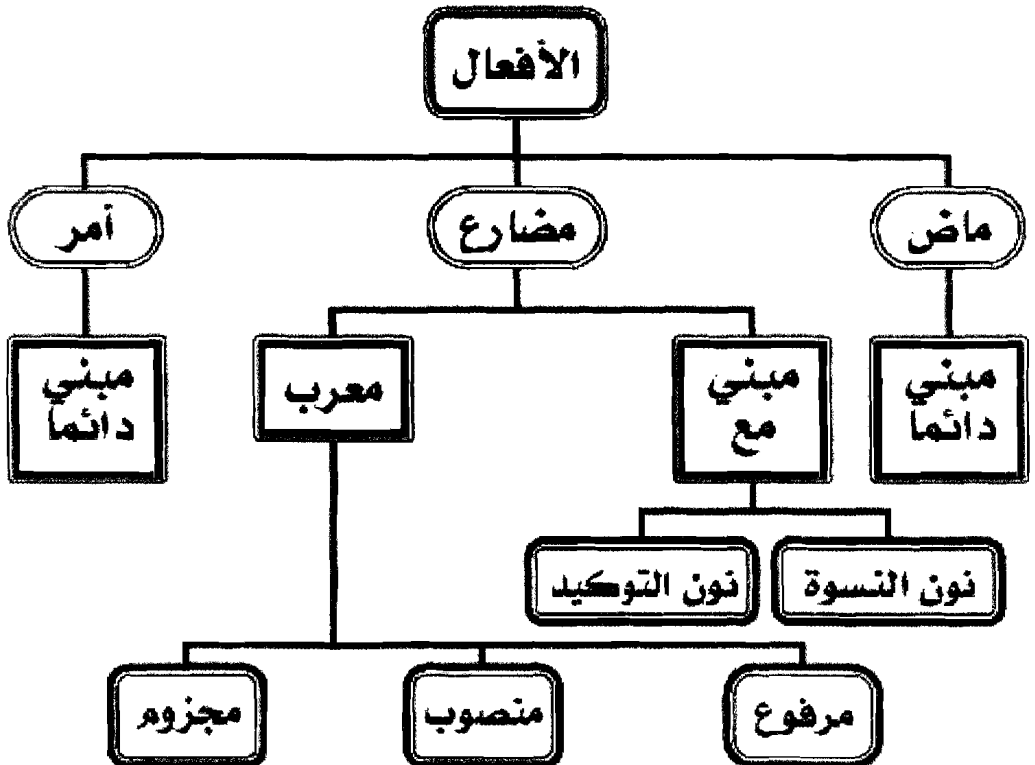 الأفعال
ماض
مضارع
أمر
مبني
دائما
مبني
مع
معرب
مبني
دائما
نون النسوة
نون التوكيد
مرفوع
منصوب
مجزوم